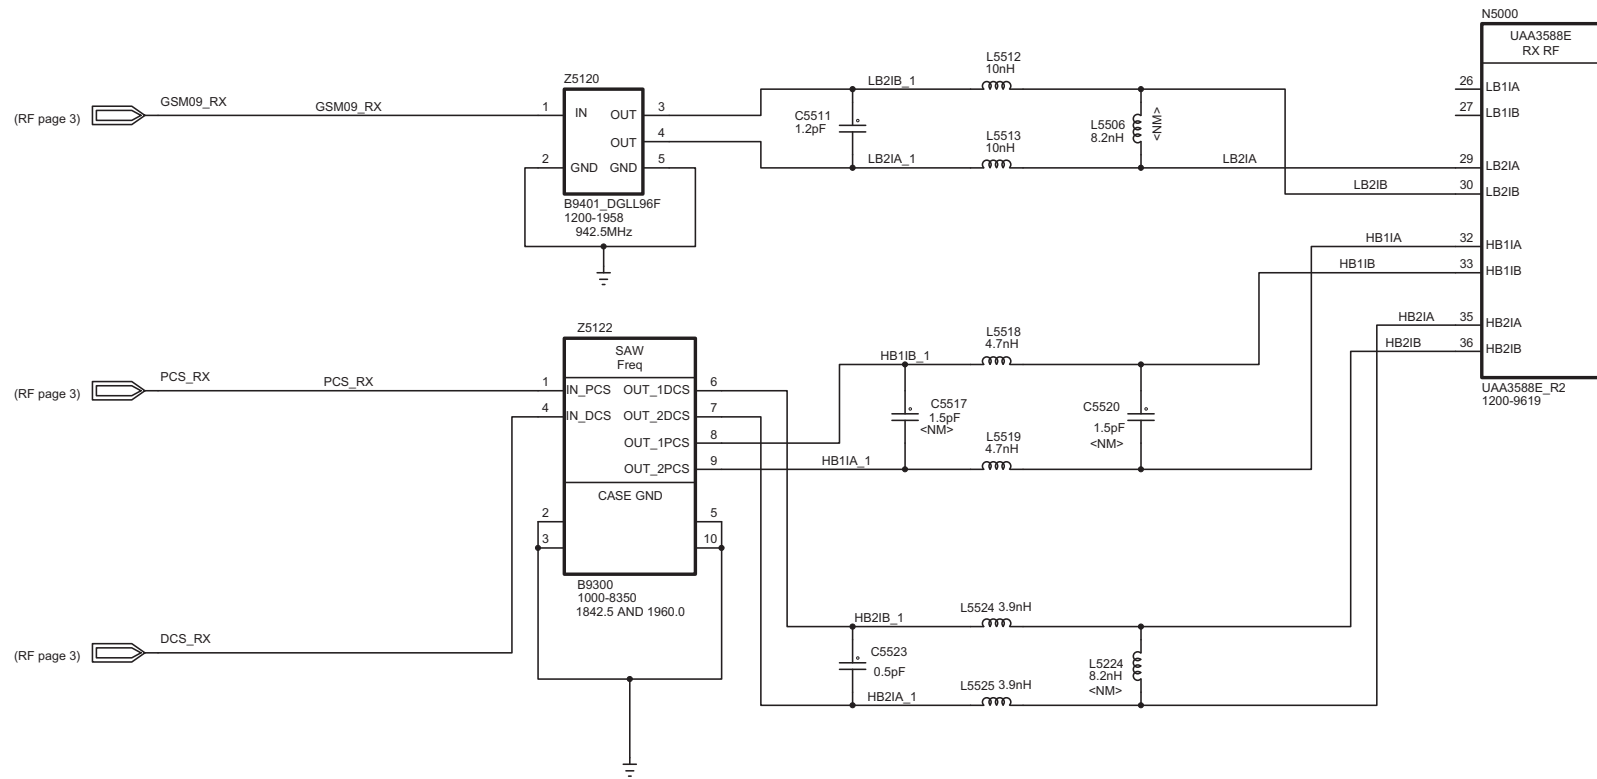 N5000
UAA3588E
RX RF
26
LB1IA
27
LB1IB
29
LB2IA
30
LB2IB
32
HB1IA
33
HB1IB
35
HB2IA
36
HB2IB
UAA3588E_R2
1200-9619
(RF page 3)
GSM09_RX
GSM09_RX
Z5120
1
IN
OUT
3
OUT
4
2
GND
GND
5
B9401_DGLL96F
1200-1958
942.5MHz
LB2IB_1
L5512
10nH
C5511
1.2pF
L5506
8.2nH
<NM>
L5513
10nH
LB2IA_1
LB2IA
LB2IB
HB1IA
HB1IB
HB2IA
HB2IB
(RF page 3)
PCS_RX
PCS_RX
Z5122
SAW
Freq
1
IN_PCS
OUT_1DCS
6
4
IN_DCS
OUT_2DCS
7
OUT_1PCS
8
OUT_2PCS
9
CASE GND
2
5
3
10
B9300
1000-8350
1842.5 AND 1960.0
HB1IB_1
L5518
4.7nH
C5517
1.5pF
<NM>
C5520
1.5pF
<NM>
L5519
4.7nH
HB1IA_1
(RF page 3)
DCS_RX
HB2IB_1
L5524 3.9nH
C5523
0.5pF
L5224
8.2nH
<NM>
HB2IA_1
L5525 3.9nH